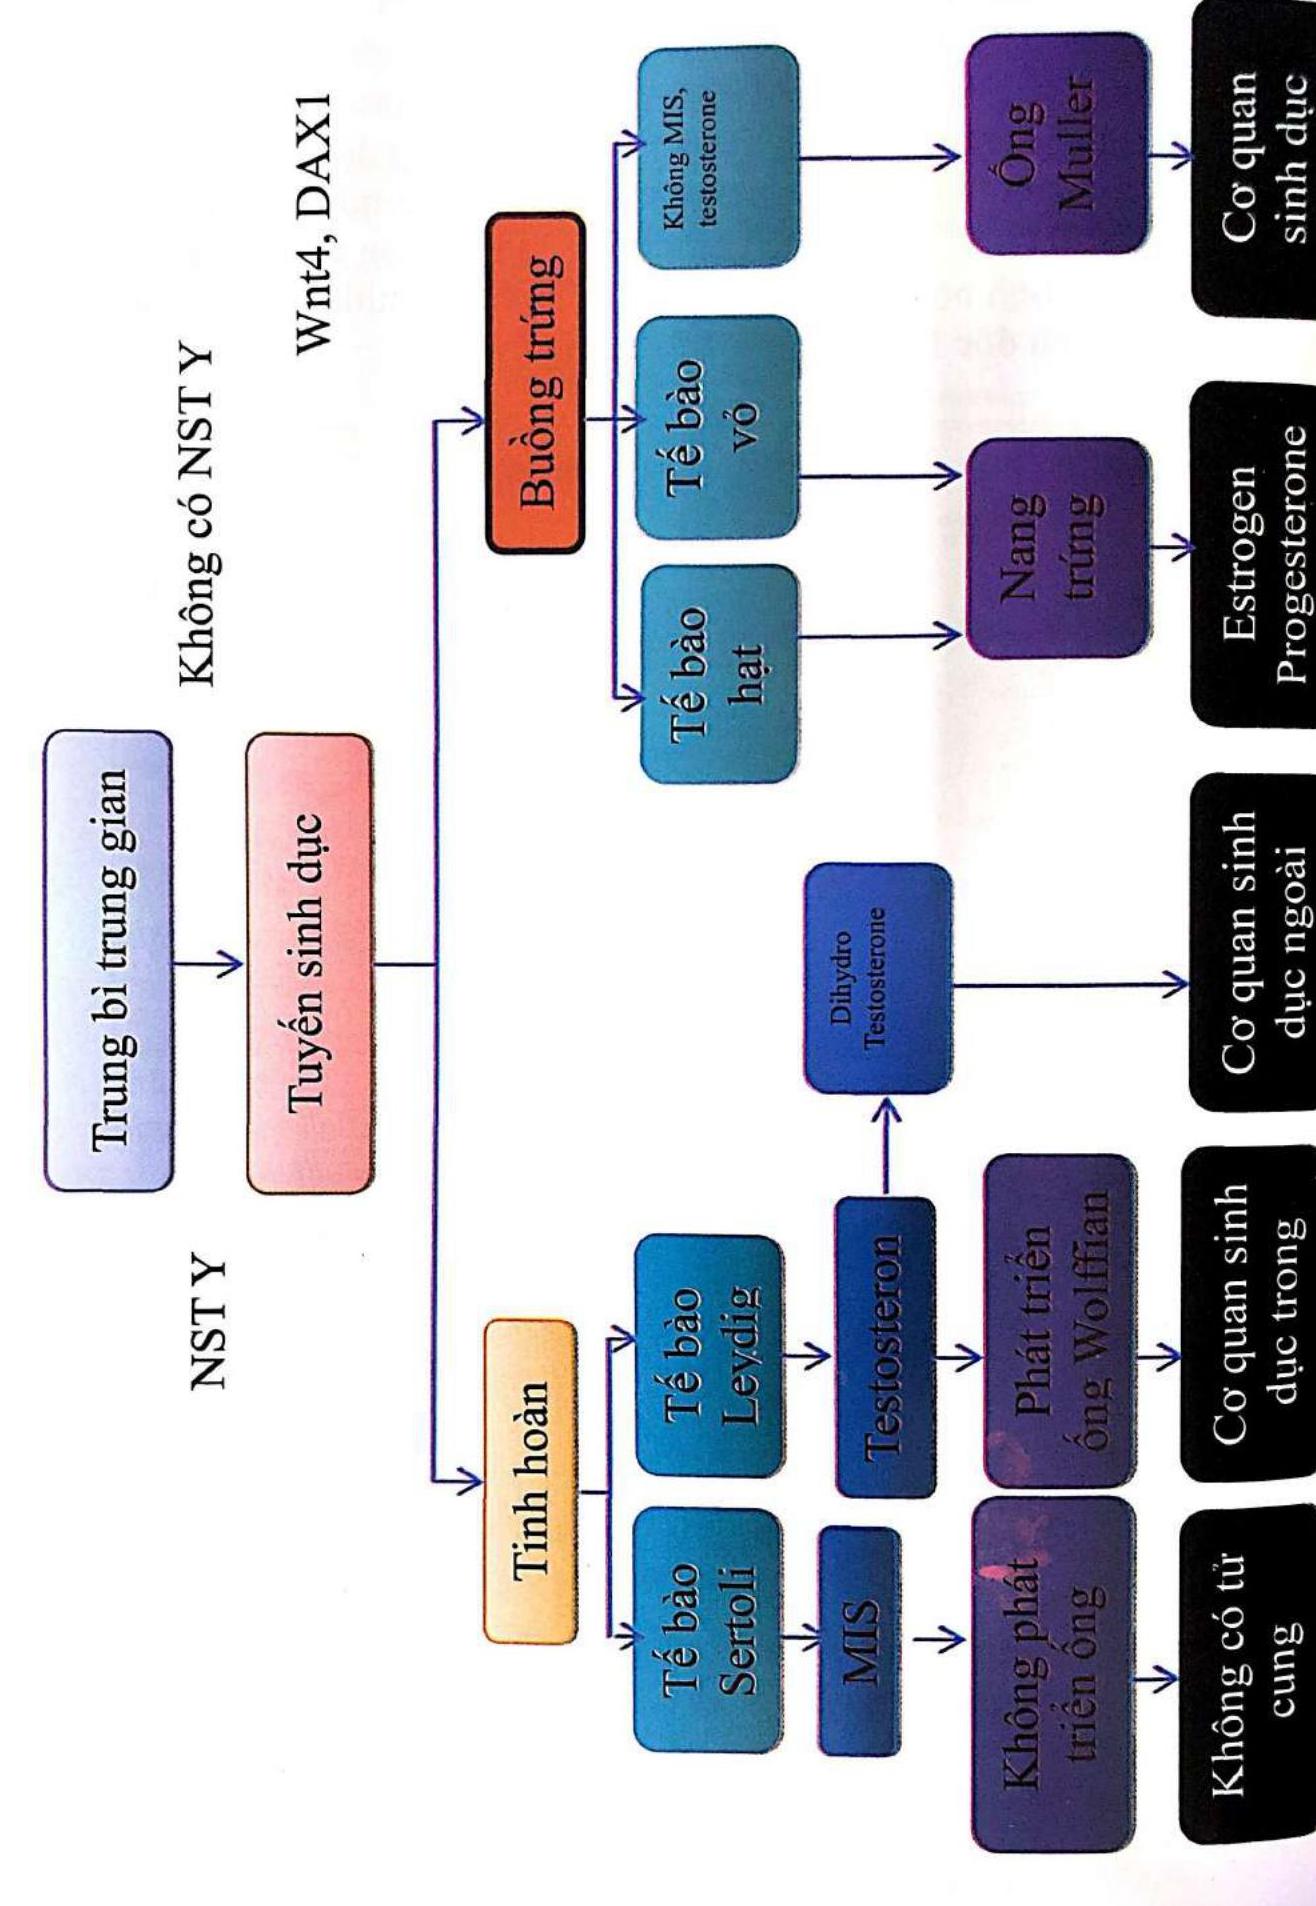 Trung bì trung gian
NST Y
Không có NST Y
Tuyến sinh dục
Wnt4, DAX1
Tinh hoàn
Buồng trứng
Tế bào
Sertoli
Tế bào
Leydig
Tế bào
hạt
Tế bào
vỏ
Không MIS,
testosterone
MIS
Testosteron
Dihydro
Testosterone
Không phát
triển ống
Phát triển
ống Wolffian
Nang
trứng
Ống
Muller
Không có tử
cung
Cơ quan sinh
dục trong
Cơ quan sinh
dục ngoài
Estrogen
Progesterone
Cơ quan
sinh dục